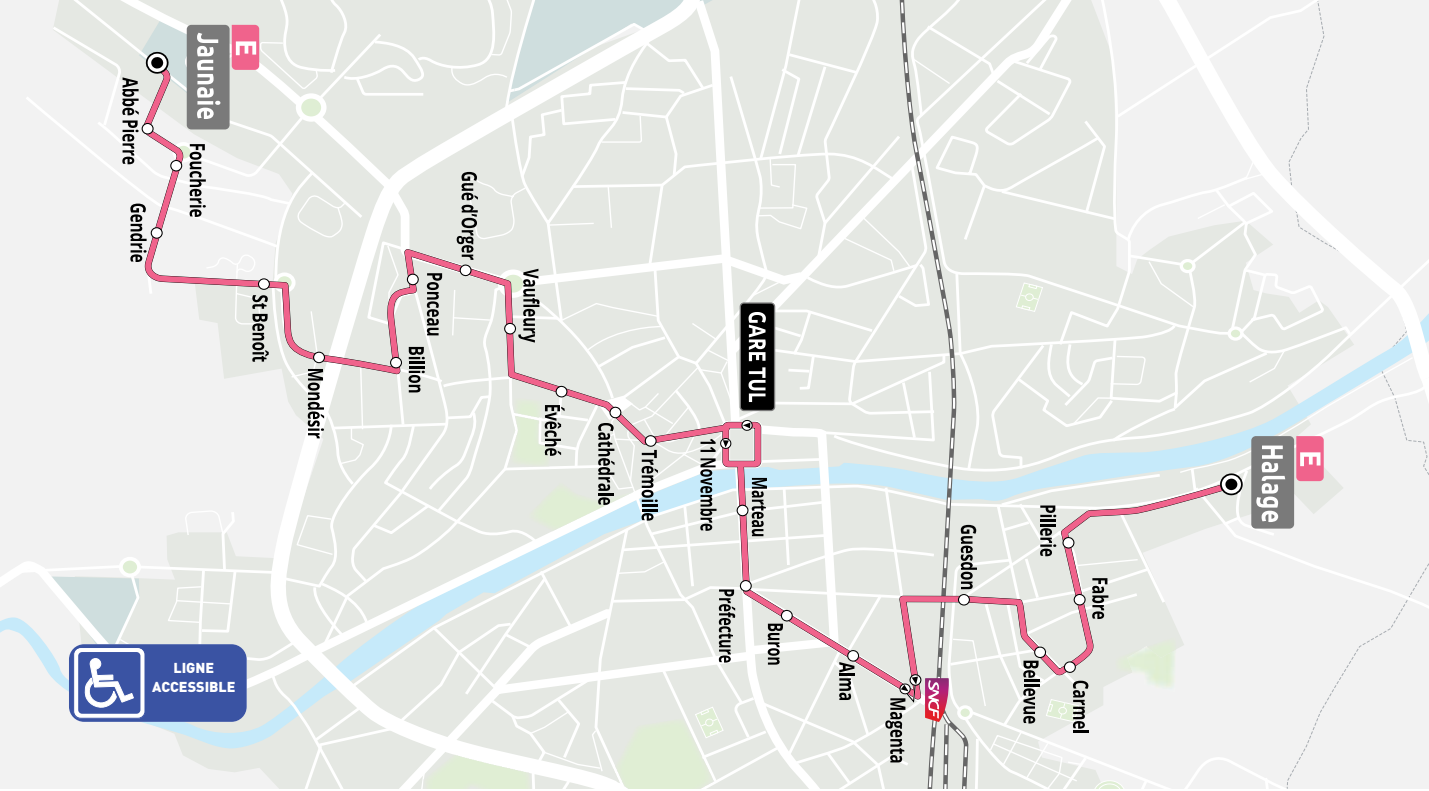 E
Jaunaie
Abbé Pierre
Foucherie
Gendrie
St Benoît
Mondésir
Billion
Ponceau
Gué d'Orger
Vaufleury
Évêché
Cathédrale
Trémoille
GARE TUL
11 Novembre
Marteau
Préfecture
Buron
Alma
Magenta
SNCF
Guesdon
Bellevue
Carmel
Fabre
Pillerie
E
Halage
LIGNE
ACCESSIBLE